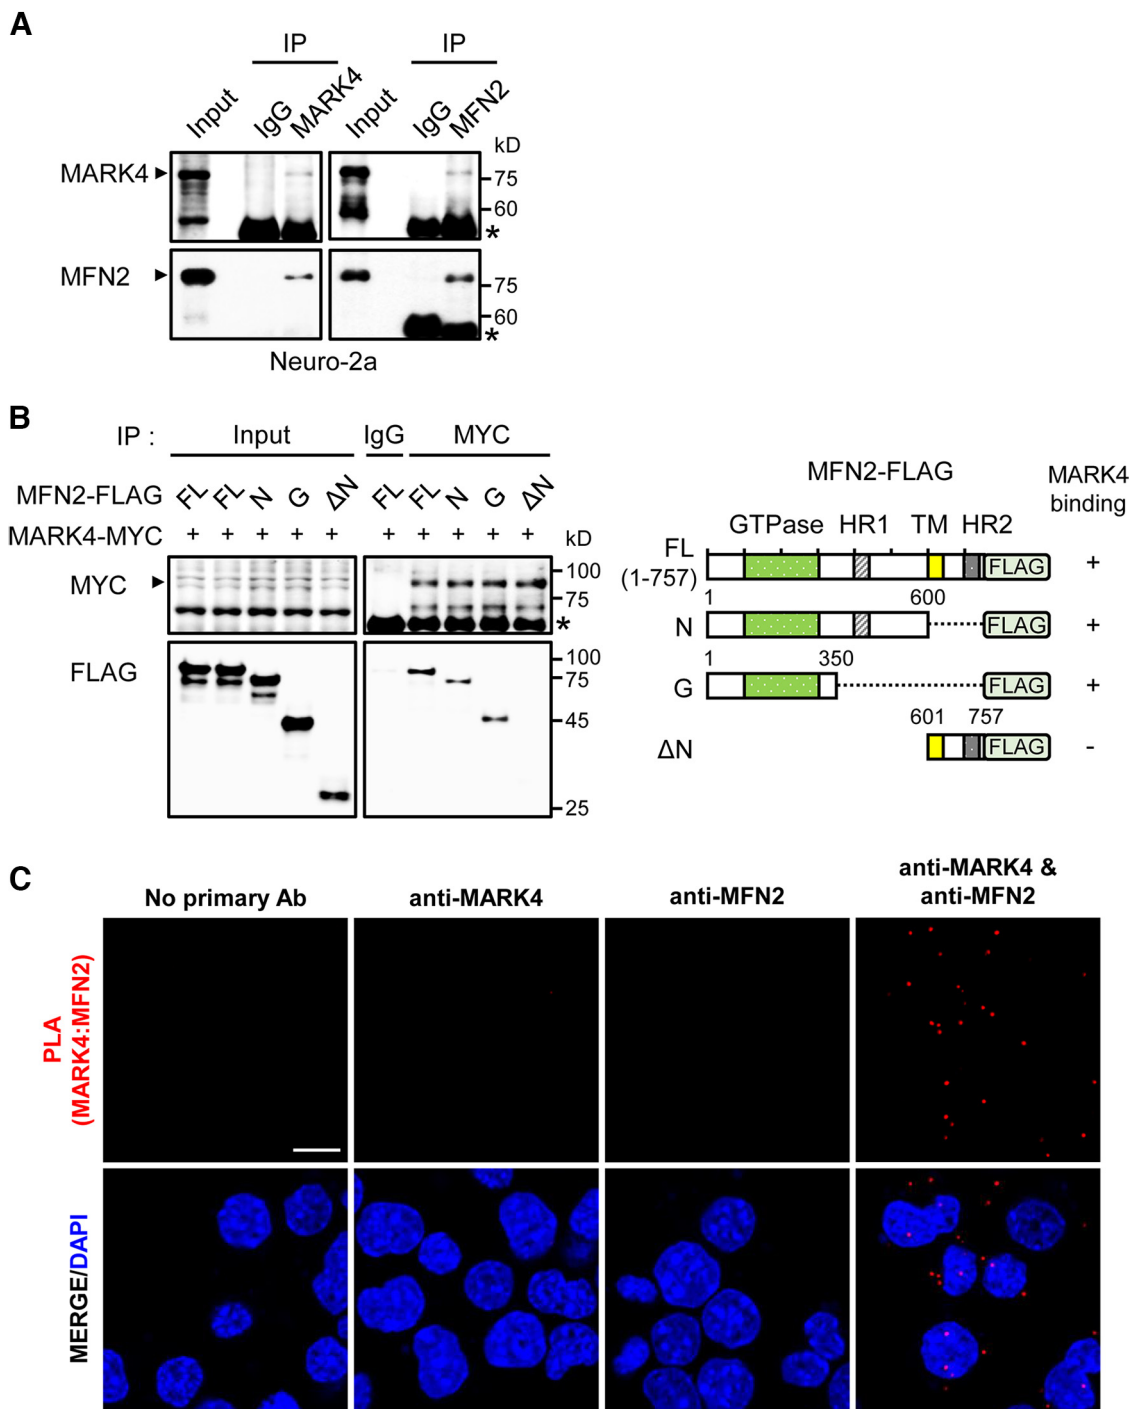 A
IP IP
Input IgG MARK4 Input IgG MFN2
kD
MARK4
75
60
*
MFN2
75
60
*
Neuro-2a
B
IP : Input IgG MYC
MFN2-FLAG FL FL N G ΔN FL FL N G ΔN
MARK4-MYC + + + + + + + + + +
kD
MYC
100
75
*
FLAG
100
75
45
25
MFN2-FLAG
MARK4
binding
GTPase HR1 TM HR2
FL
(1-757)
FLAG +
1 600
N FLAG +
1 350
G FLAG +
601 757
ΔN FLAG -
C
No primary Ab
anti-MARK4
anti-MFN2
anti-MARK4 &
anti-MFN2
PLA
(MARK4:MFN2)
MERGE/DAPI